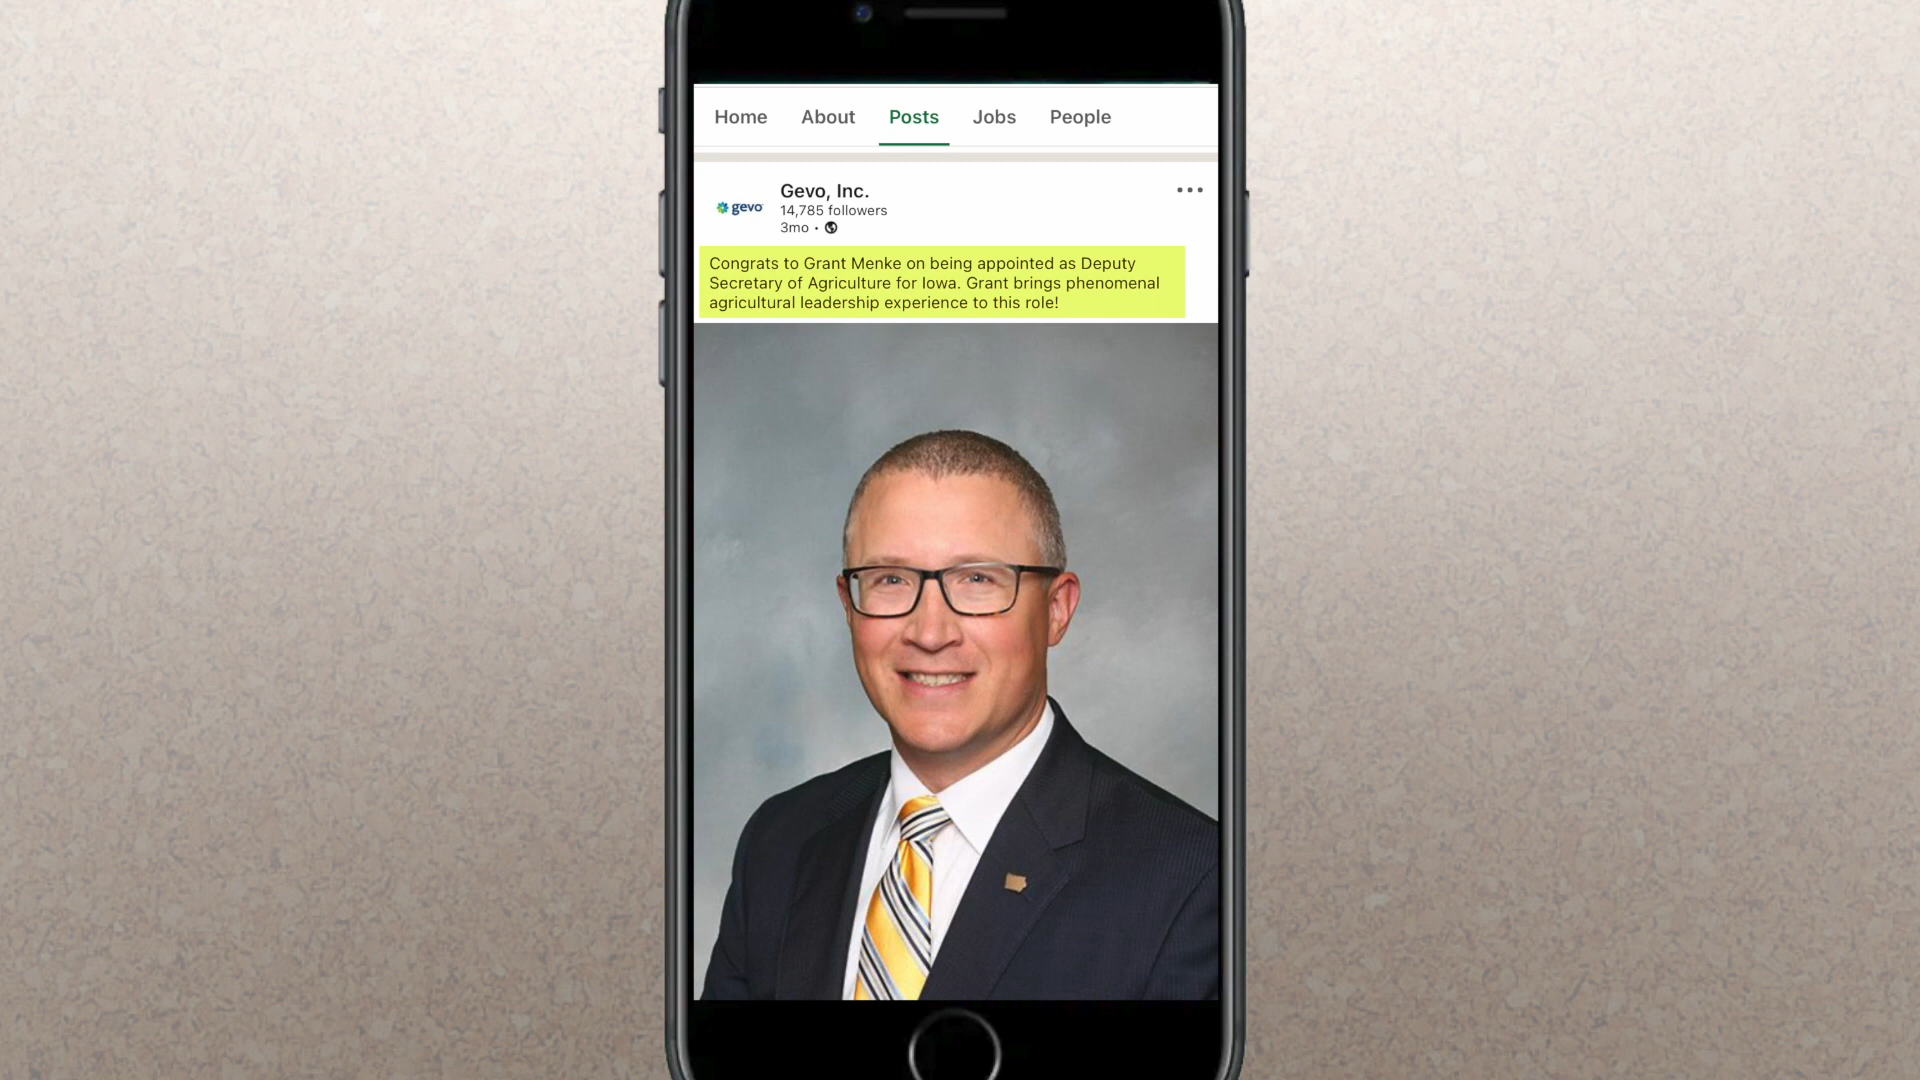 Home About Posts Jobs People
gevo
Gevo, Inc.
14,785 followers
3mo •
Congrats to Grant Menke on being appointed as Deputy
Secretary of Agriculture for Iowa. Grant brings phenomenal
agricultural leadership experience to this role!